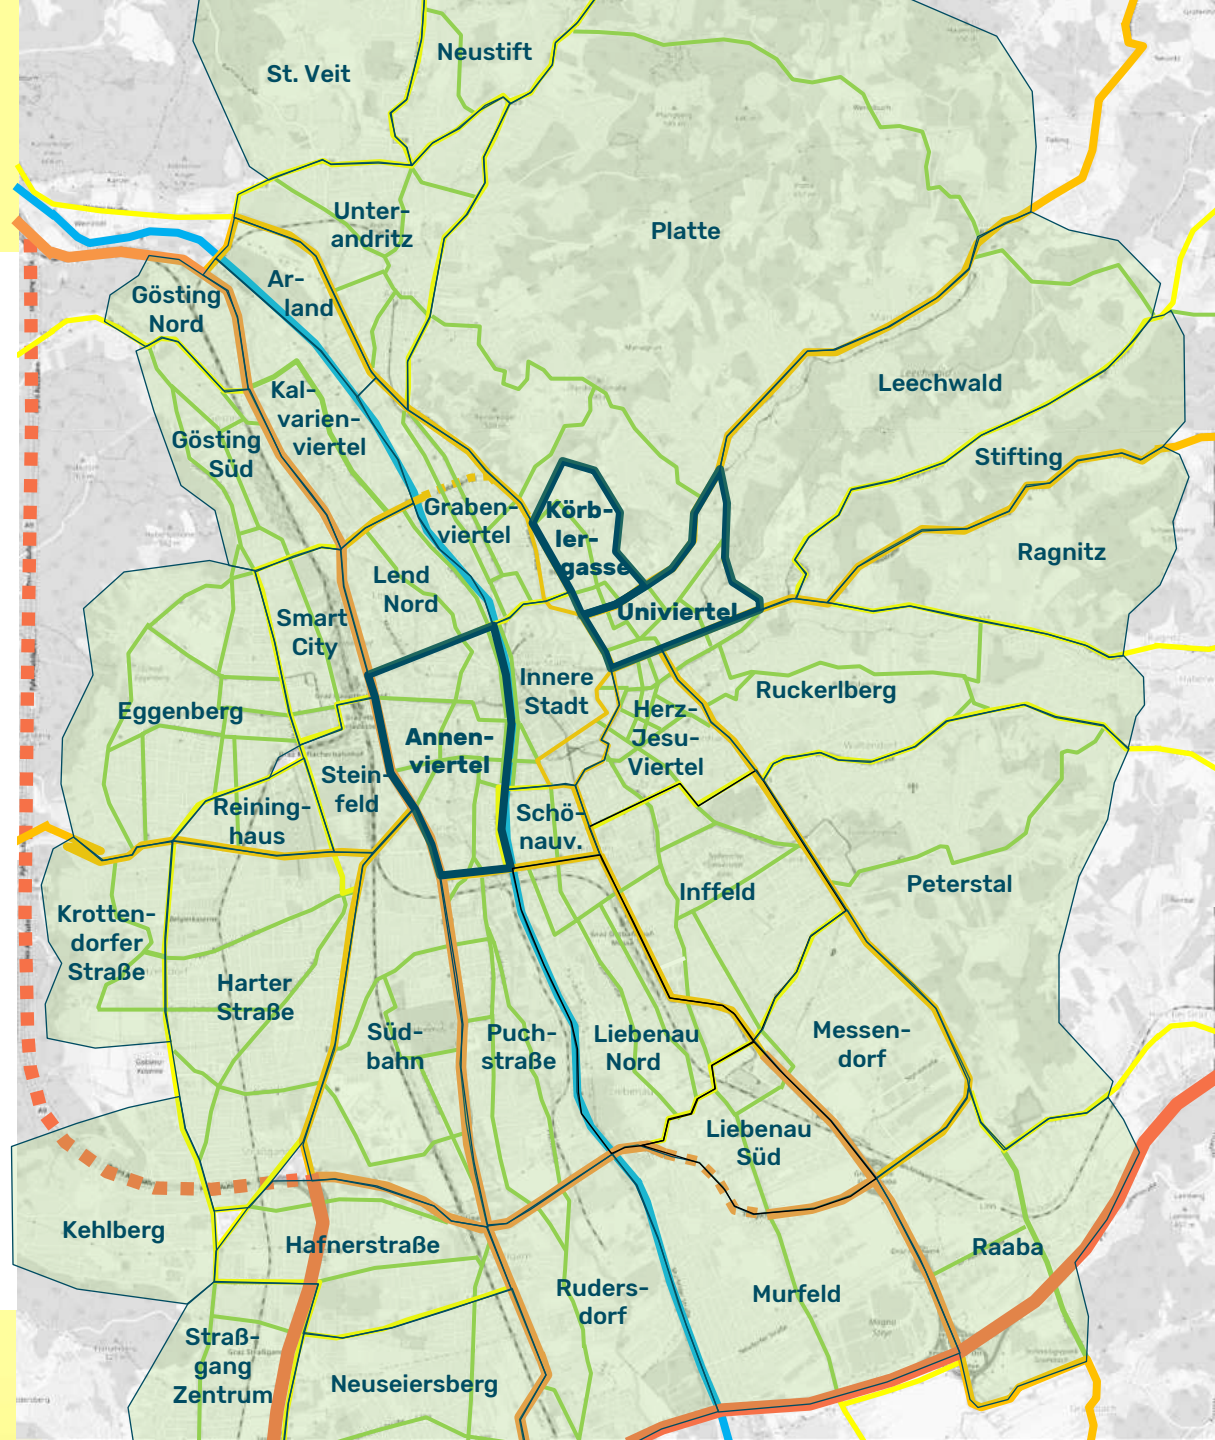 Neustift
St. Veit
Unter-
andritz
Platte
Ar-
land
Gösting
Nord
Kal-
varien-
viertel
Leechwald
Gösting
Süd
Stifting
Graben-
viertel
Körb-
ler-
gasse
Ragnitz
Lend
Nord
Univiertel
Smart
City
Innere
Stadt
Ruckerlberg
Eggenberg
Herz-
Jesu-
Viertel
Annen-
viertel
Stein-
feld
Reining-
haus
Schö-
nauv.
Inffeld
Peterstal
Krotten-
dorfer
Straße
Harter
Straße
Süd-
bahn
Puch-
straße
Liebenau
Nord
Messen-
dorf
Liebenau
Süd
Kehlberg
Hafnerstraße
Raaba
Ruders-
dorf
Murfeld
Straß-
gang
Zentrum
Neuseiersberg